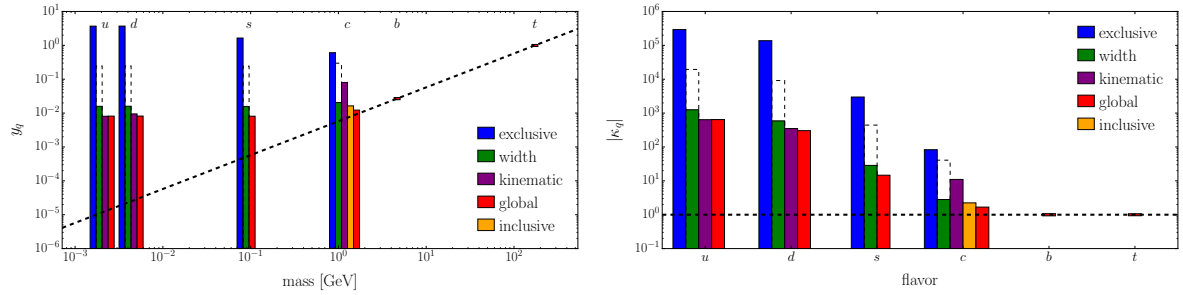 10^1
10^0
10^{-1}
10^{-2}
10^{-3}
10^{-4}
10^{-5}
10^{-6}
y_q
u d s c b t
exclusive
width
kinematic
global
inclusive
10^{-3} 10^{-2} 10^{-1} 10^0 10^1 10^2
mass [GeV]
10^6
10^5
10^4
10^3
10^2
10^1
10^0
10^{-1}
|κ_q|
exclusive
width
kinematic
global
inclusive
u d s c b t
flavor